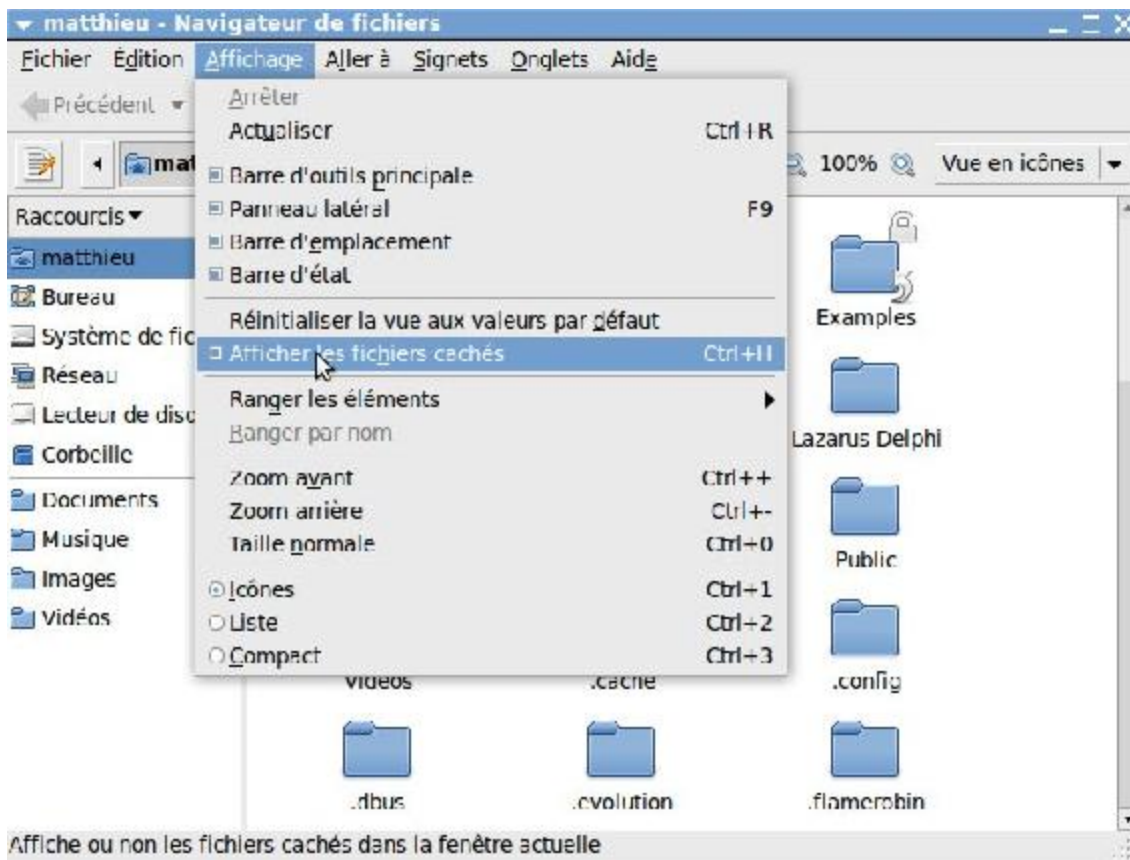 matthieu - Navigateur de fichiers
Fichier Édition Affichage Aller à Signets Onglets Aide
Précédent
Arrêter
Actualiser Ctrl+R
mat
100% Vue en icônes
Barre d'outils principale
Panneau latéral F9
Barre d'emplacement
Barre d'état
Réinitialiser la vue aux valeurs par défaut
Afficher les fichiers cachés Ctrl+H
Ranger les éléments
Ranger par nom
Zoom avant Ctrl++
Zoom arrière Ctrl+-
Taille normale Ctrl+0
Icônes Ctrl+1
Liste Ctrl+2
Compact Ctrl+3
Raccourcis
matthieu
Bureau
Système de fic
Réseau
Lecteur de disq
Corbeille
Documents
Musique
Images
Vidéos
Examples
Lazarus Delphi
Public
Vidéos .cache .config
.dbus .evolution .flamerobin
Affiche ou non les fichiers cachés dans la fenêtre actuelle